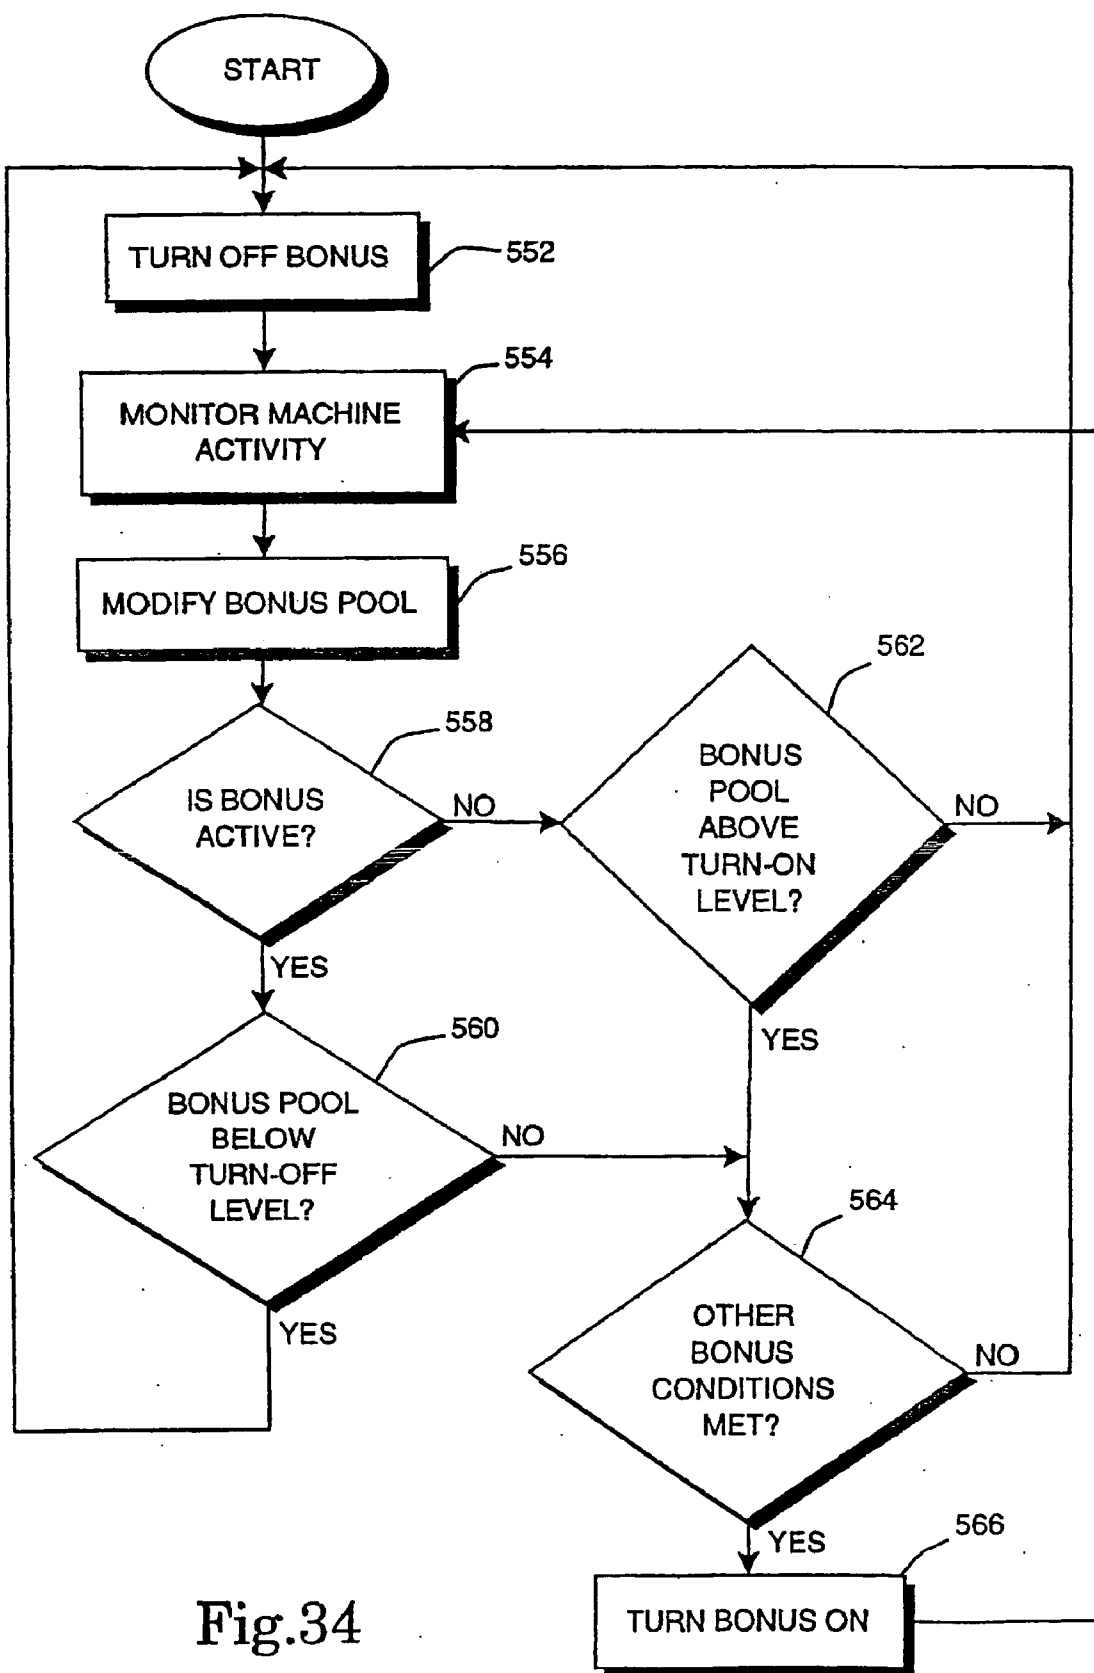 START
TURN OFF BONUS
552
554
MONITOR MACHINE
ACTIVITY
556
MODIFY BONUS POOL
558
IS BONUS
ACTIVE?
NO
YES
562
BONUS
POOL
ABOVE
TURN-ON
LEVEL?
NO
YES
560
BONUS POOL
BELOW
TURN-OFF
LEVEL?
NO
YES
564
OTHER
BONUS
CONDITIONS
MET?
NO
YES
566
TURN BONUS ON
Fig.34